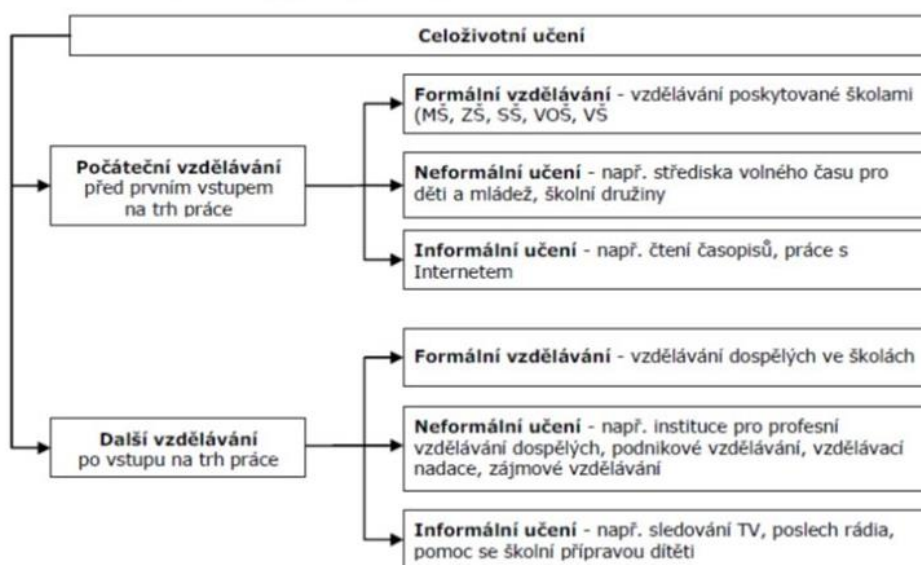 Celoživotní učení
Formální vzdělávání - vzdělávání poskytované školami
(MŠ, ZŠ, SŠ, VOŠ, VŠ
Počáteční vzdělávání
před prvním vstupem
na trh práce
Neformální učení - např. střediska volného času pro
děti a mládež, školní družiny
Informální učení - např. čtení časopisů, práce s
Internetem
Formální vzdělávání - vzdělávání dospělých ve školách
Další vzdělávání
po vstupu na trh práce
Neformální učení - např. instituce pro profesní
vzdělávání dospělých, podnikové vzdělávání, vzdělávací
nadace, zájmové vzdělávání
Informální učení - např. sledování TV, poslech rádia,
pomoc se školní přípravou dítěti